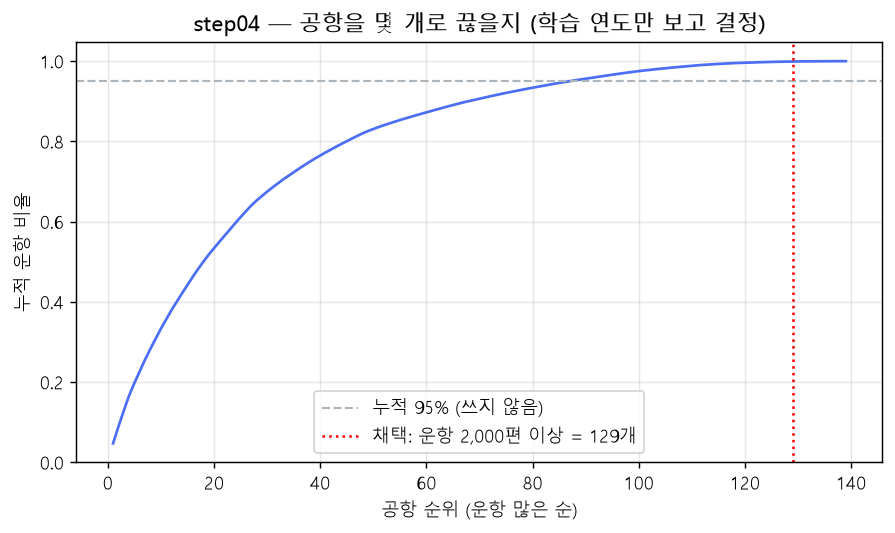 step04 — 공항을 몇 개로 끊을지 (학습 연도만 보고 결정)
누적 운항 비율
1.0
0.8
0.6
0.4
0.2
0.0
누적 95% (쓰지 않음)
채택: 운항 2,000편 이상 = 129개
0 20 40 60 80 100 120 140
공항 순위 (운항 많은 순)